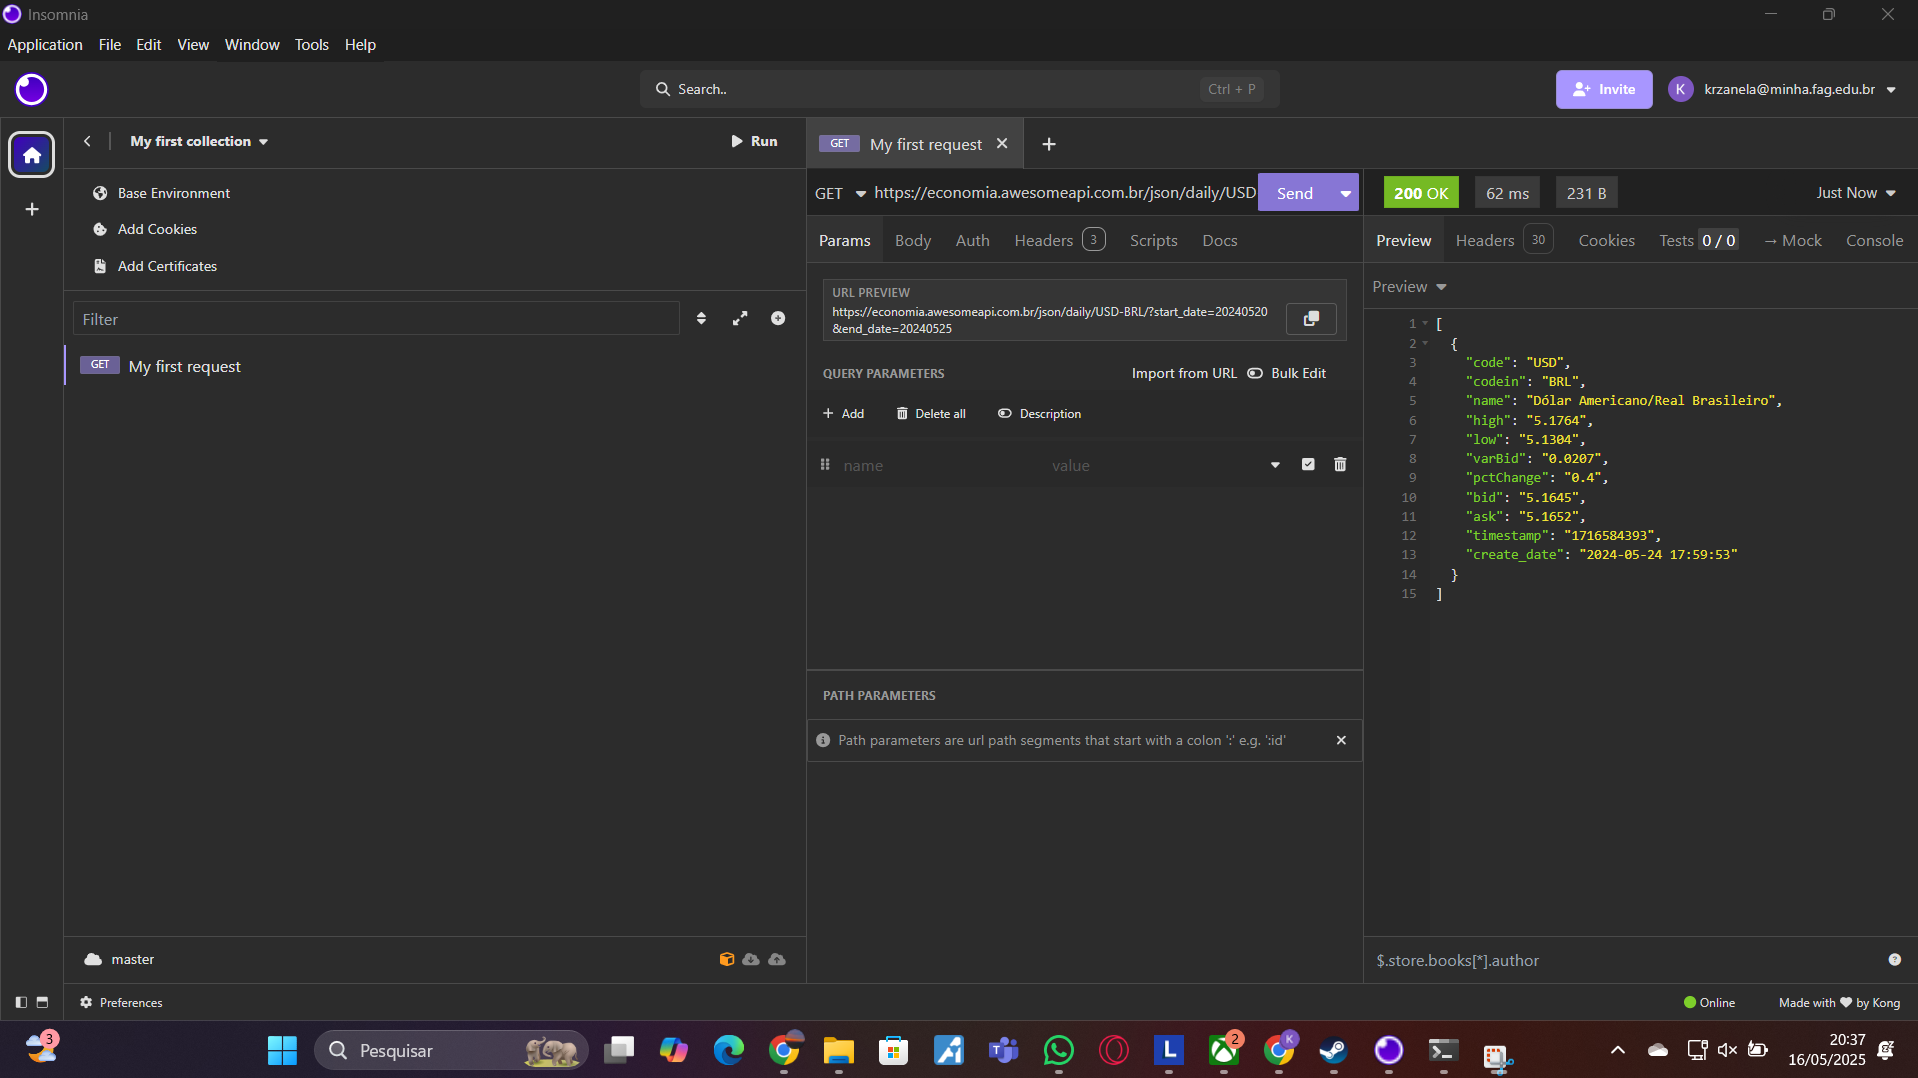 Insomnia
Application File Edit View Window Tools Help
Search.. Ctrl + P
Invite
K krzanela@minha.fag.edu.br
My first collection
Run
Base Environment
Add Cookies
Add Certificates
Filter
GET My first request
master
Preferences
GET My first request
GET https://economia.awesomeapi.com.br/json/daily/USD
Send
Params Body Auth Headers 3 Scripts Docs
URL PREVIEW
https://economia.awesomeapi.com.br/json/daily/USD-BRL/?start_date=20240520
&end_date=20240525
QUERY PARAMETERS Import from URL Bulk Edit
Add Delete all Description
name value
PATH PARAMETERS
Path parameters are url path segments that start with a colon ':' e.g. ':id'
200 OK 62 ms 231 B Just Now
Preview Headers 30 Cookies Tests 0 / 0 → Mock Console
Preview
1 [
2 {
3 "code": "USD",
4 "codein": "BRL",
5 "name": "Dólar Americano/Real Brasileiro",
6 "high": "5.1764",
7 "low": "5.1304",
8 "varBid": "0.0207",
9 "pctChange": "0.4",
10 "bid": "5.1645",
11 "ask": "5.1652",
12 "timestamp": "1716584393",
13 "create_date": "2024-05-24 17:59:53"
14 }
15 ]
$.store.books[*].author
Online Made with ❤ by Kong
3
Pesquisar
L
2
K
20:37
16/05/2025